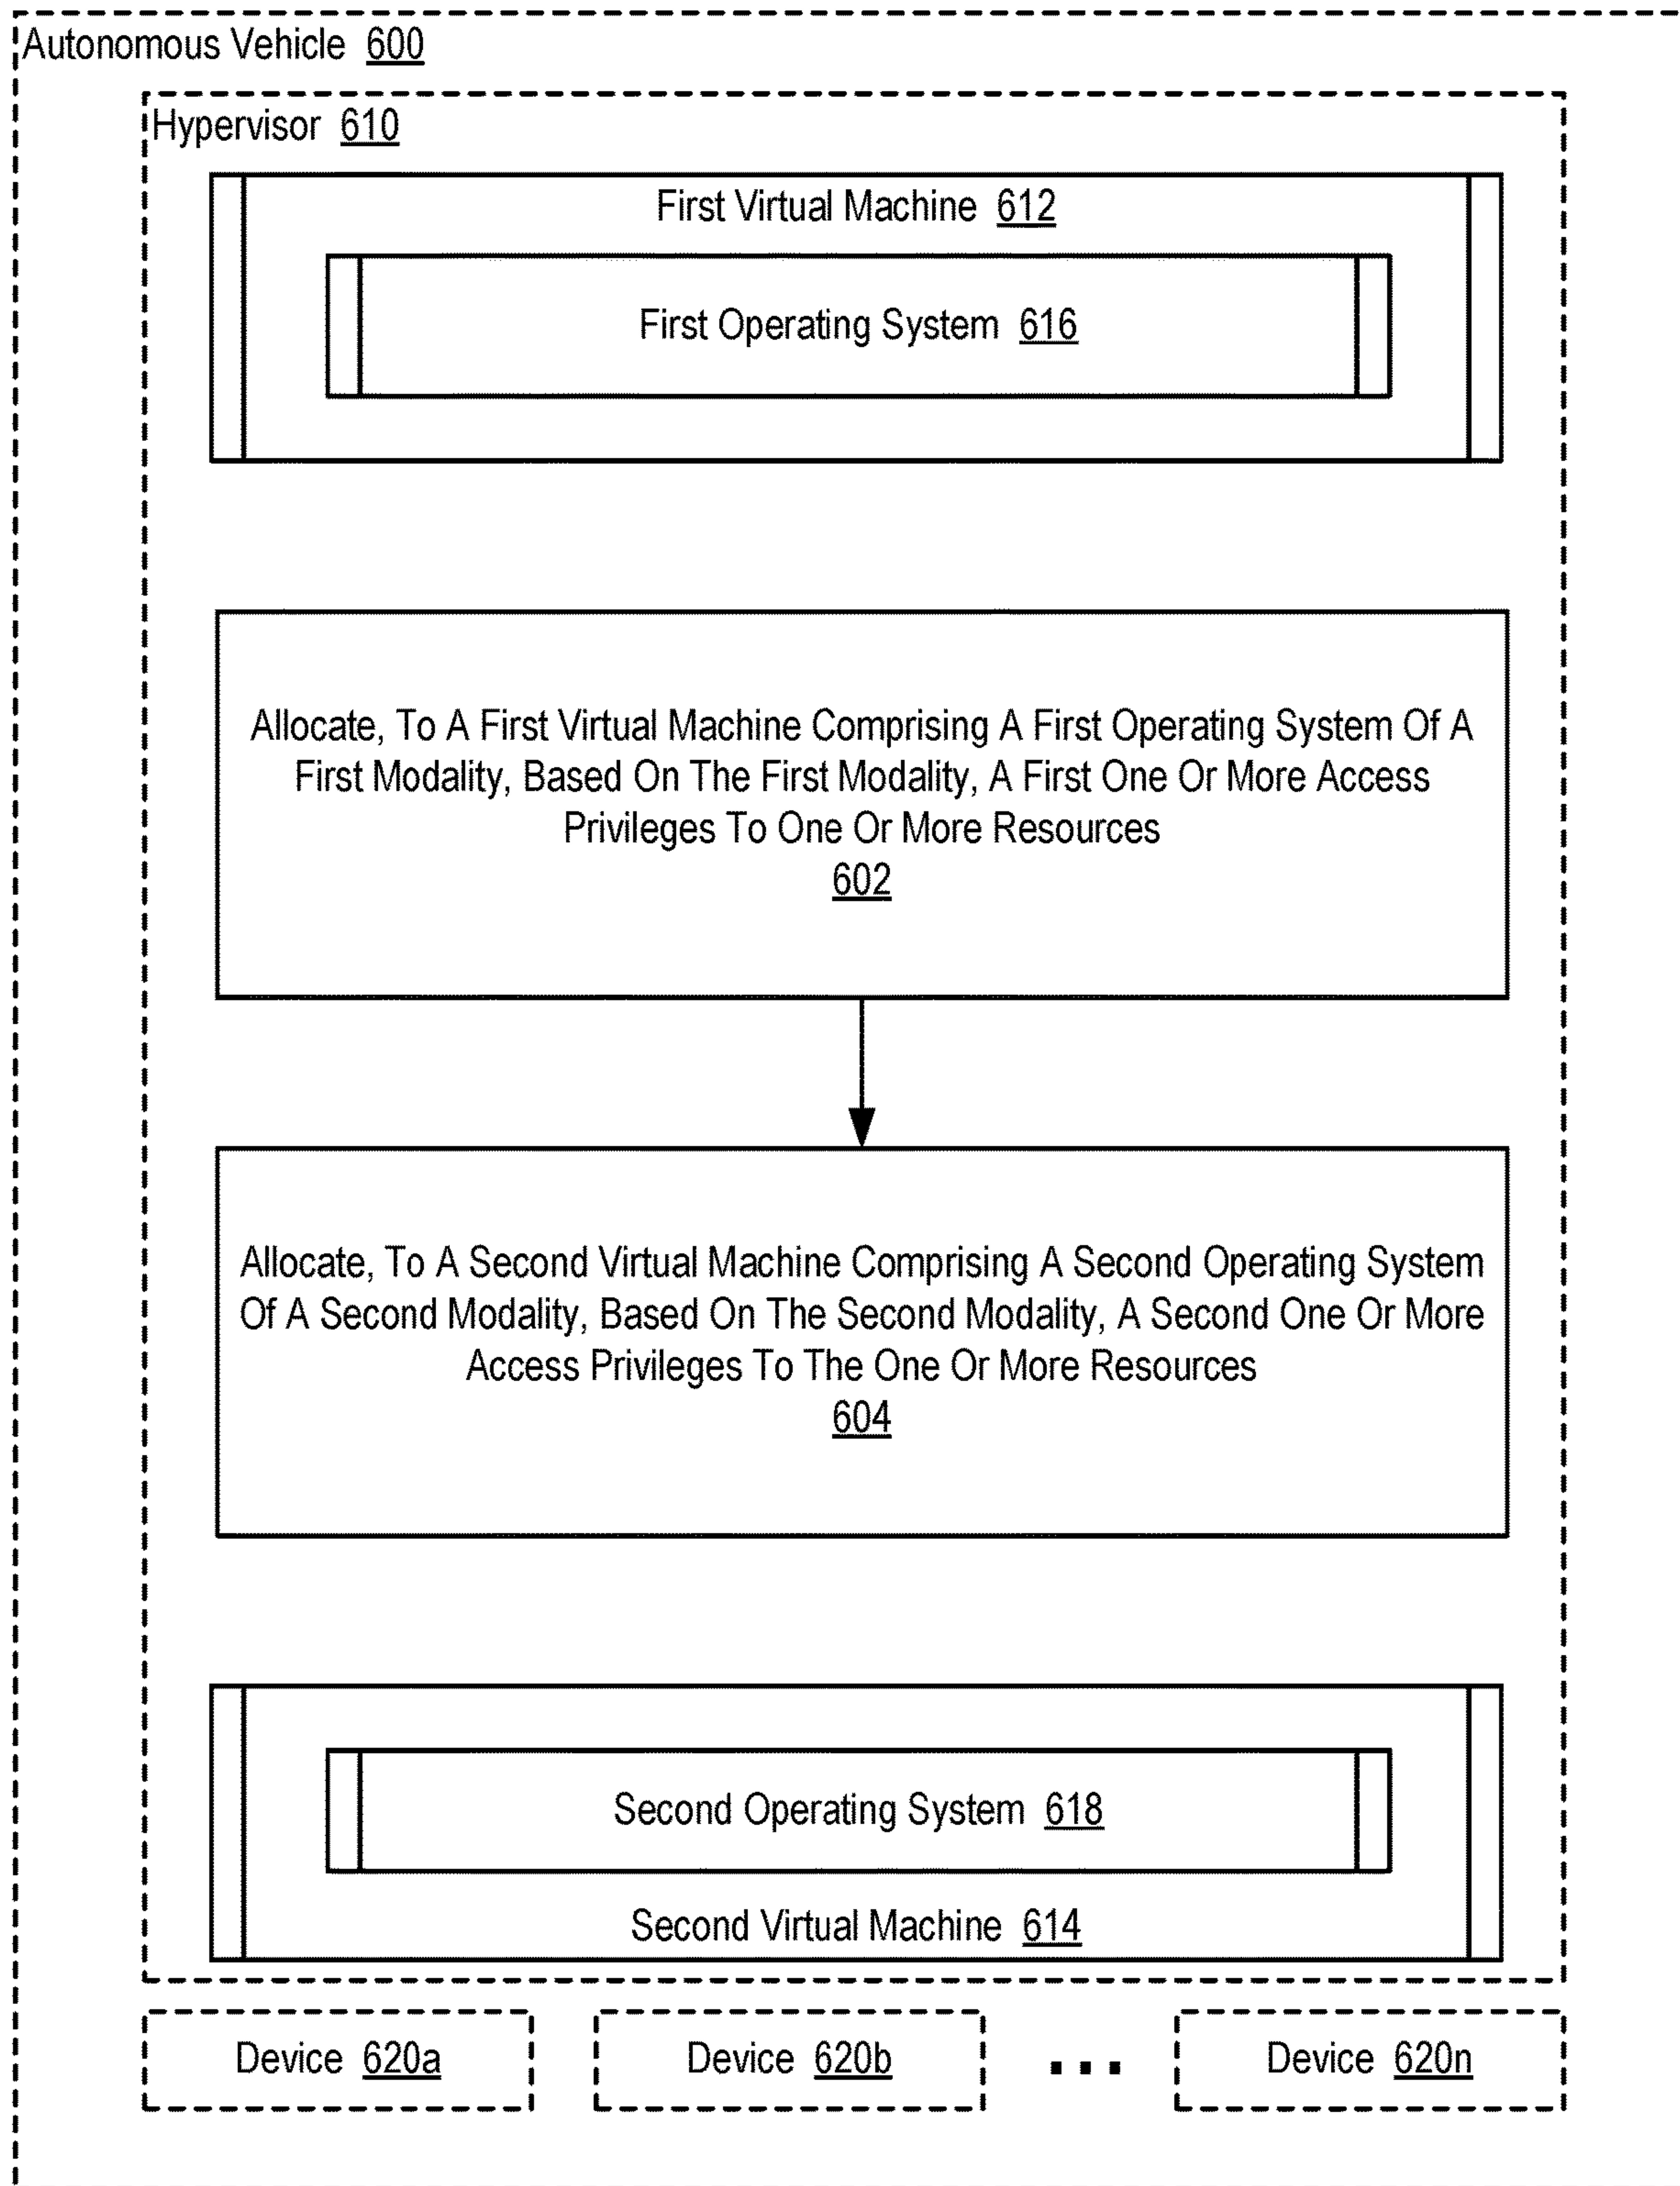 Autonomous Vehicle 600
Hypervisor 610
First Virtual Machine 612
First Operating System 616
Allocate, To A First Virtual Machine Comprising A First Operating System Of A
First Modality, Based On The First Modality, A First One Or More Access
Privileges To One Or More Resources
602
Allocate, To A Second Virtual Machine Comprising A Second Operating System
Of A Second Modality, Based On The Second Modality, A Second One Or More
Access Privileges To The One Or More Resources
604
Second Operating System 618
Second Virtual Machine 614
Device 620a Device 620b ... Device 620n